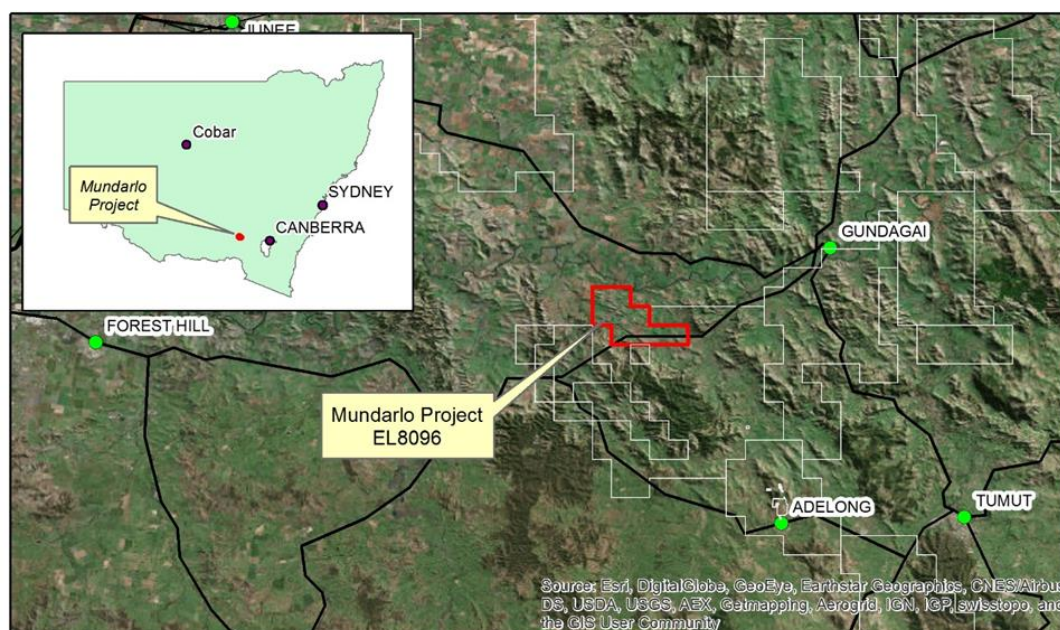 JUNEE
Cobar
Mundarlo
Project
SYDNEY
CANBERRA
GUNDAGAI
FOREST HILL
Mundarlo Project
EL8096
ADELONG
TUMUT
Source: Esri, DigitalGlobe, GeoEye, Earthstar Geographics, CNES/Airbus
DS, USDA, USGS, AEX, Getmapping, Aerogrid, IGN, IGP, swisstopo, and
the GIS User Community